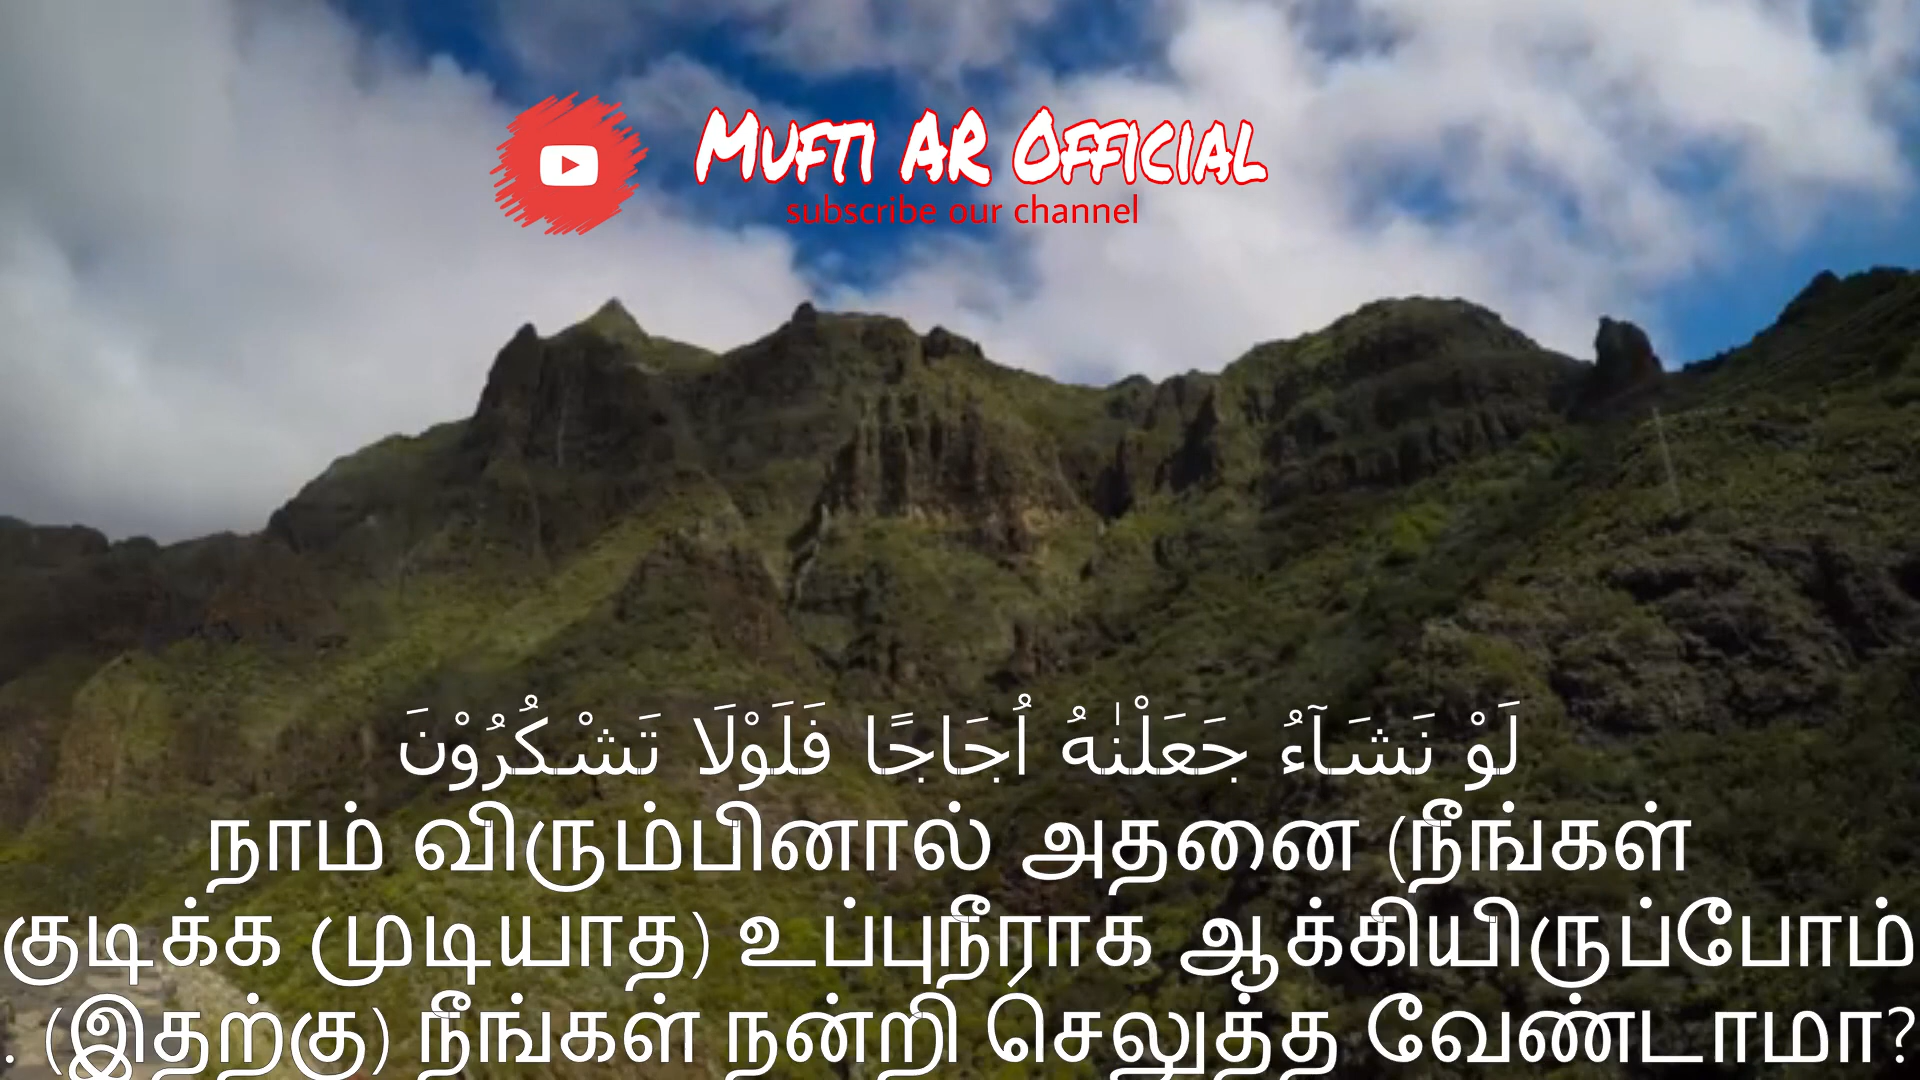 Mufti AR Official
subscribe our channel
لَوْ نَشَآءُ جَعَلْنٰهُ اُجَاجًا فَلَوْلَا تَشْكُرُوْنَ
நாம் விரும்பினால் அதனை (நீங்கள்
குடிக்க முடியாத) உப்புநீராக ஆக்கியிருப்போம்
. (இதற்கு) நீங்கள் நன்றி செலுத்த வேண்டாமா?